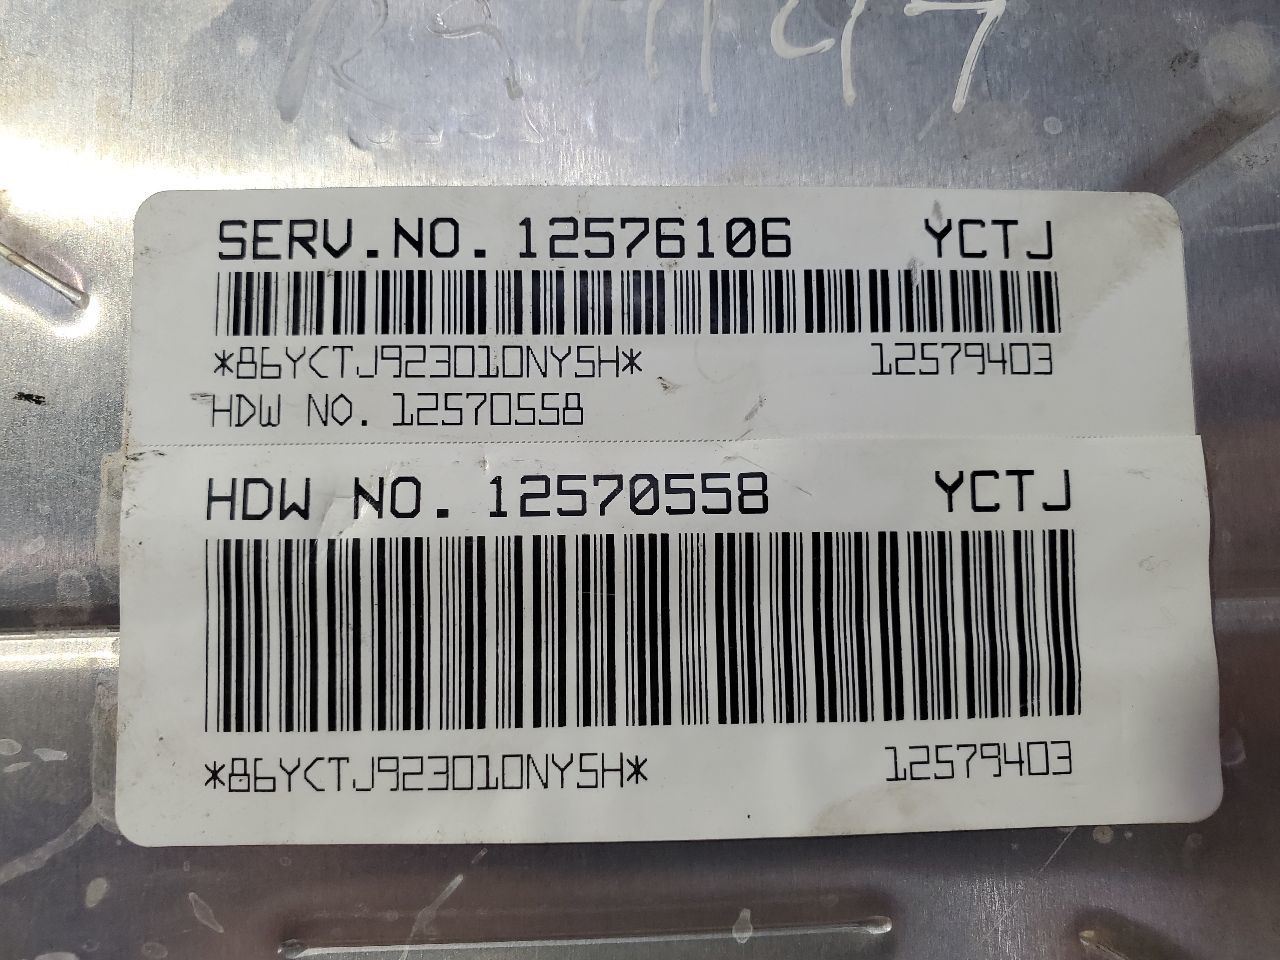 SERV.NO. 12576106 YCTJ
*86YCTJ923010NY5H* 12579403
HDW NO. 12570558
HDW NO. 12570558 YCTJ
*86YCTJ923010NY5H* 12579403